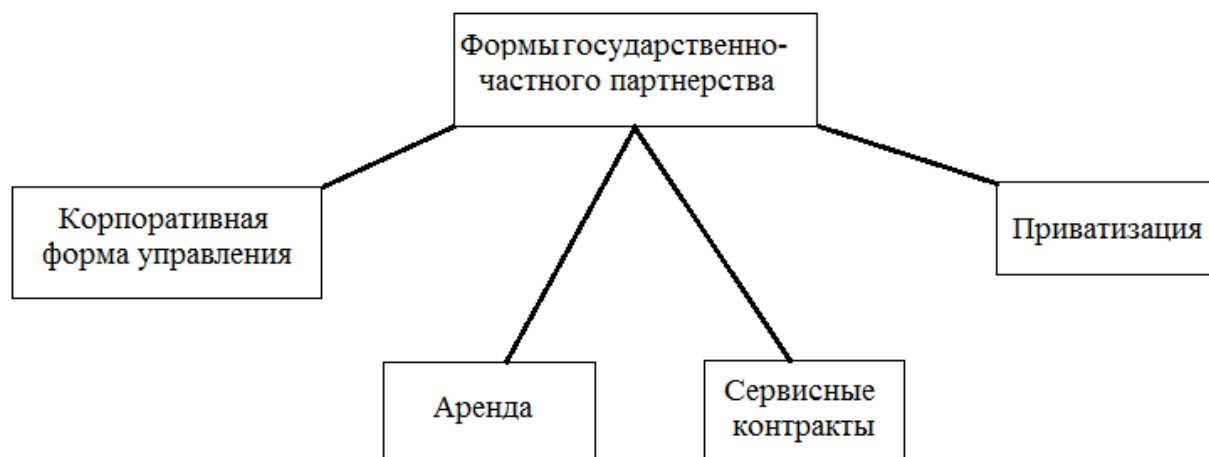 Формы государственно-
частного партнерства
Корпоративная
форма управления
Приватизация
Аренда
Сервисные
контракты